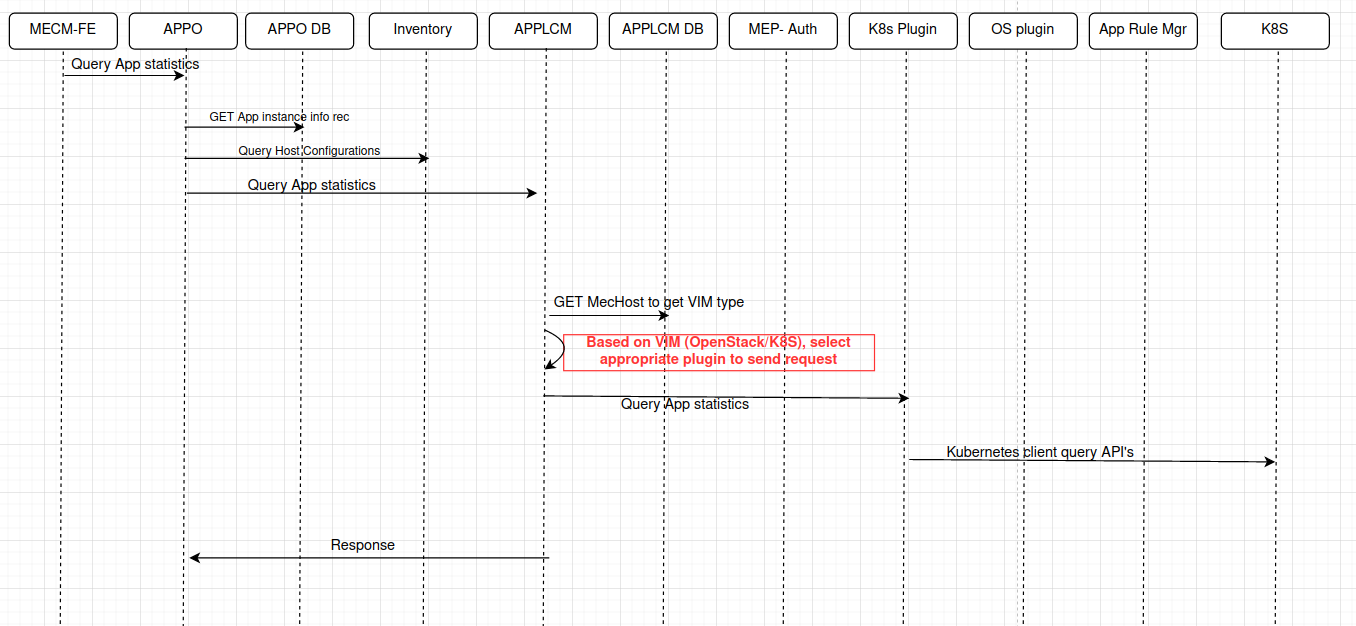 MECM-FE
APPO
APPO DB
Inventory
APPLCM
APPLCM DB
MEP- Auth
K8s Plugin
OS plugin
App Rule Mgr
K8S
Query App statistics
GET App instance info rec
Query Host Configurations
Query App statistics
GET MecHost to get VIM type
Based on VIM (OpenStack/K8S), select
appropriate plugin to send request
Query App statistics
Kubernetes client query API's
Response